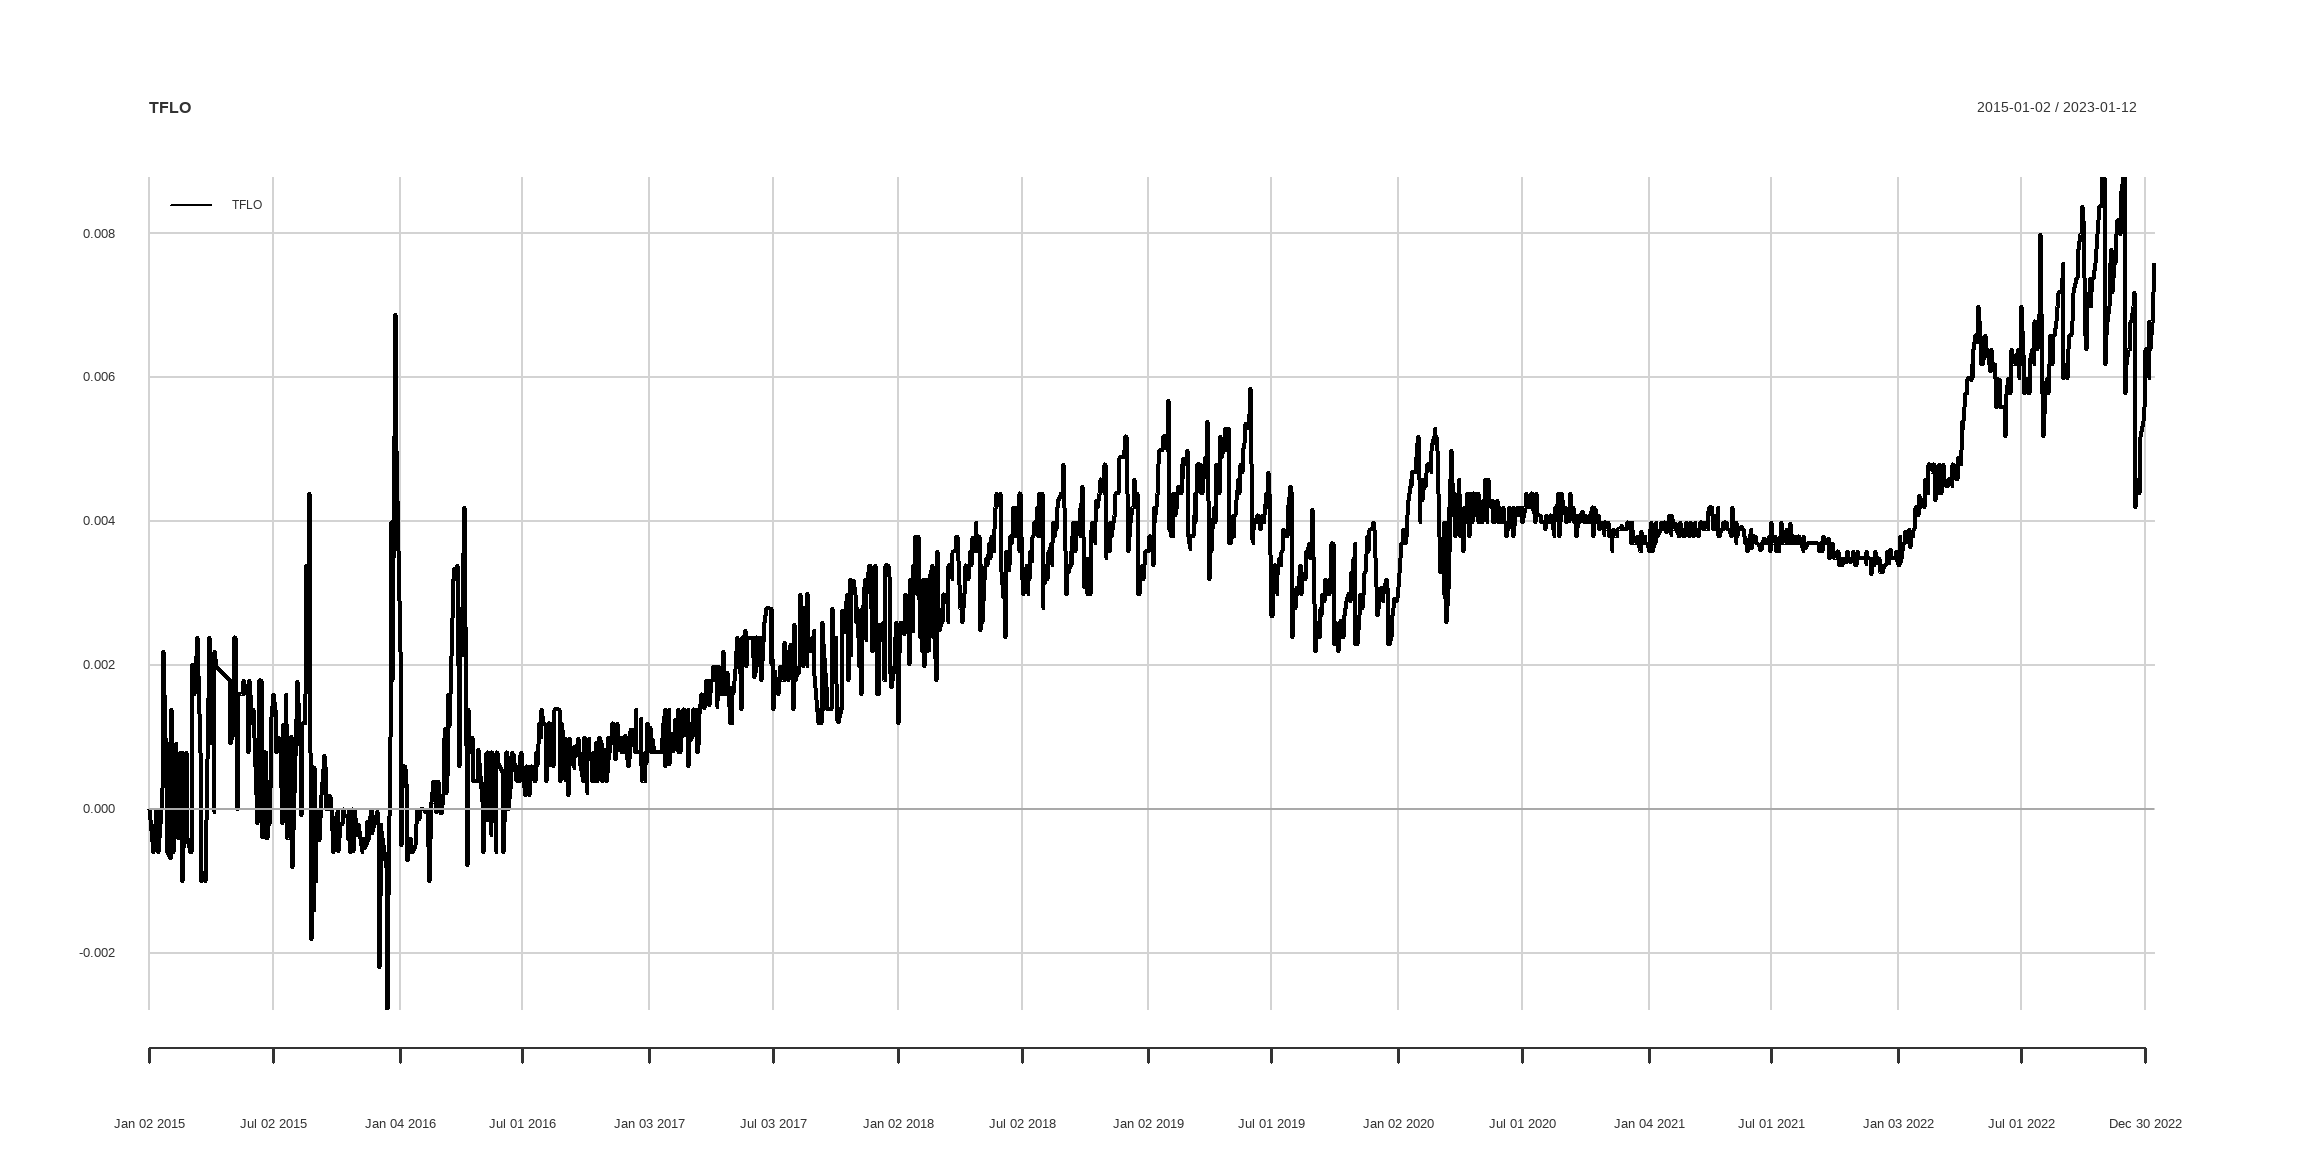 TFLO
2015-01-02 / 2023-01-12
TFLO
0.008
0.006
0.004
0.002
0.000
-0.002
Jan 02 2015
Jul 02 2015
Jan 04 2016
Jul 01 2016
Jan 03 2017
Jul 03 2017
Jan 02 2018
Jul 02 2018
Jan 02 2019
Jul 01 2019
Jan 02 2020
Jul 01 2020
Jan 04 2021
Jul 01 2021
Jan 03 2022
Jul 01 2022
Dec 30 2022